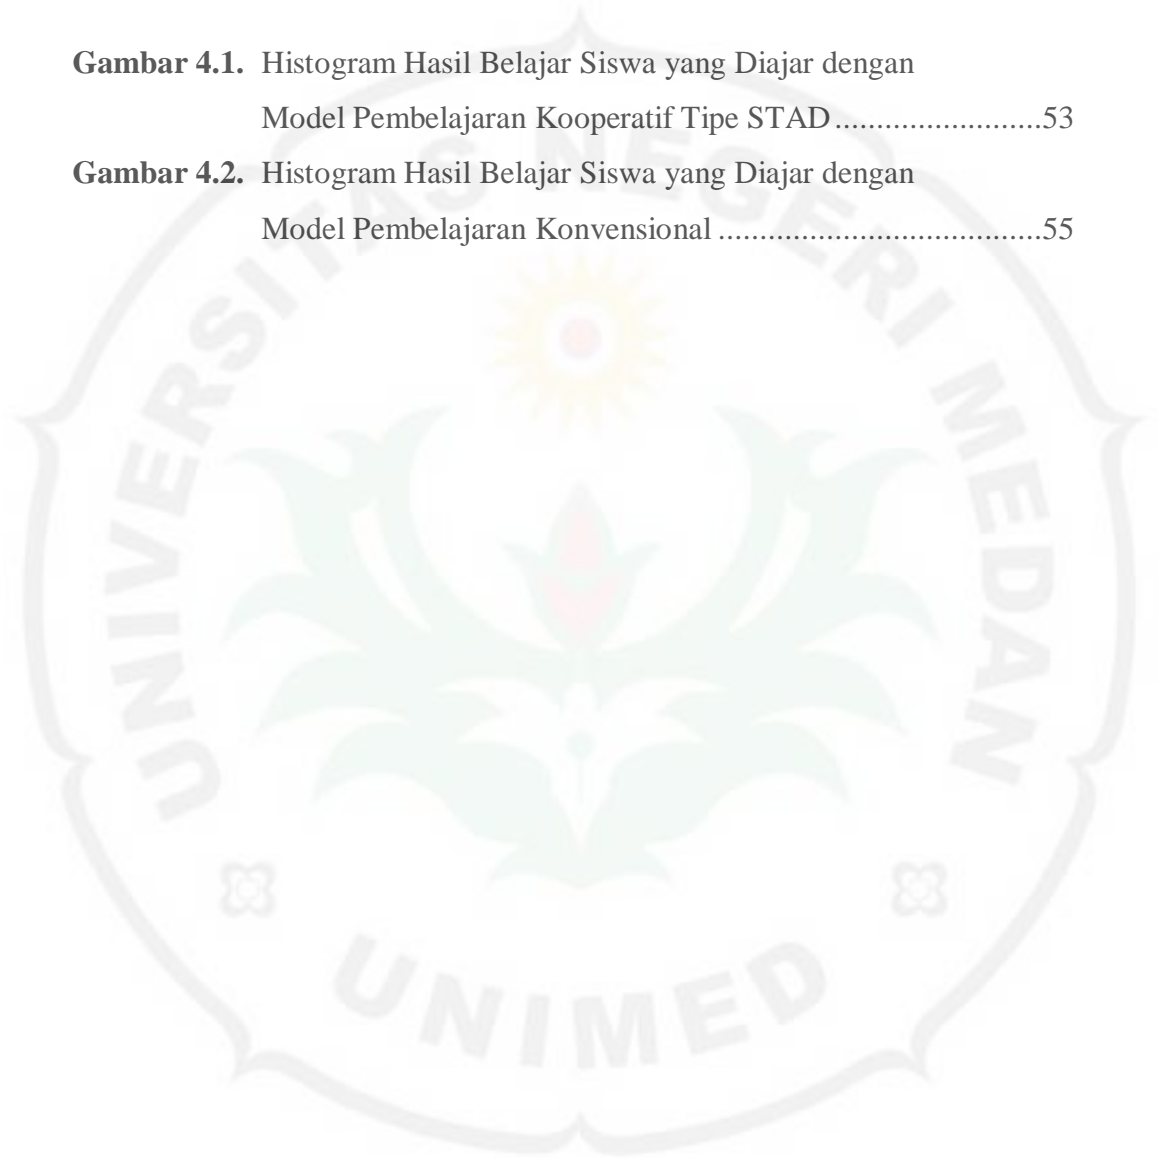 Gambar 4.1. Histogram Hasil Belajar Siswa yang Diajar dengan
Model Pembelajaran Kooperatif Tipe STAD........................53
Gambar 4.2. Histogram Hasil Belajar Siswa yang Diajar dengan
Model Pembelajaran Konvensional.......................................55
UNIVERSITAS NEGERI MEDAN
UNIMED